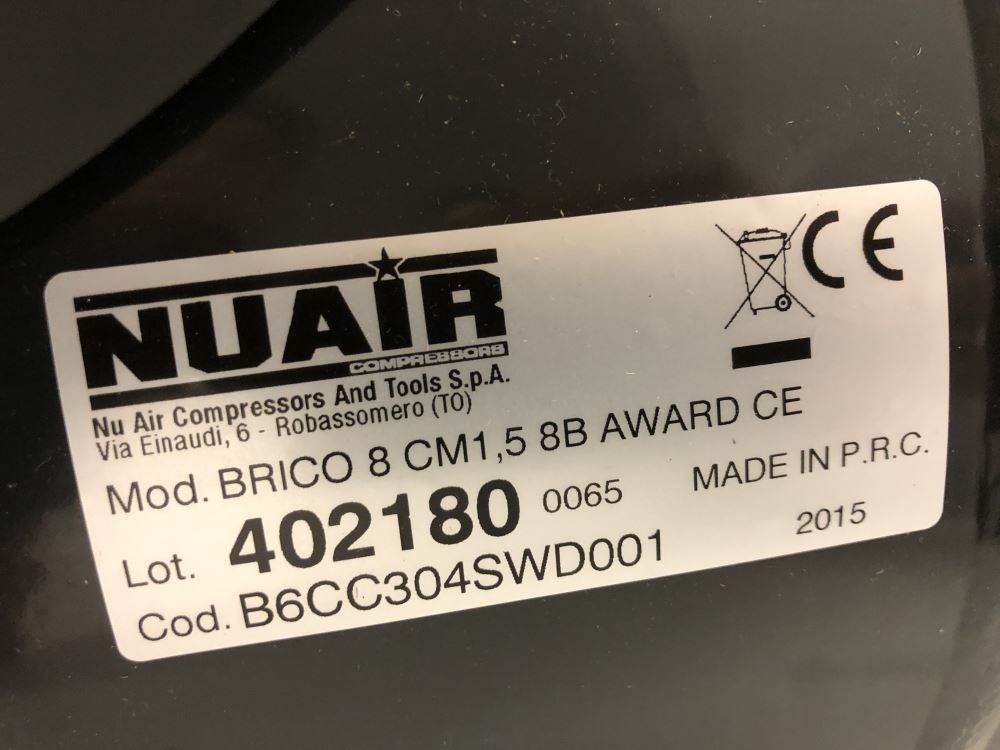 NUAIR
COMPRESSORS
Nu Air Compressors And Tools S.p.A.
Via Einaudi, 6 - Robassomero (TO)
CE
Mod. BRICO 8 CM1,5 8B AWARD CE
Lot. 402180 0065 MADE IN P.R.C.
Cod. B6CC304SWD001 2015